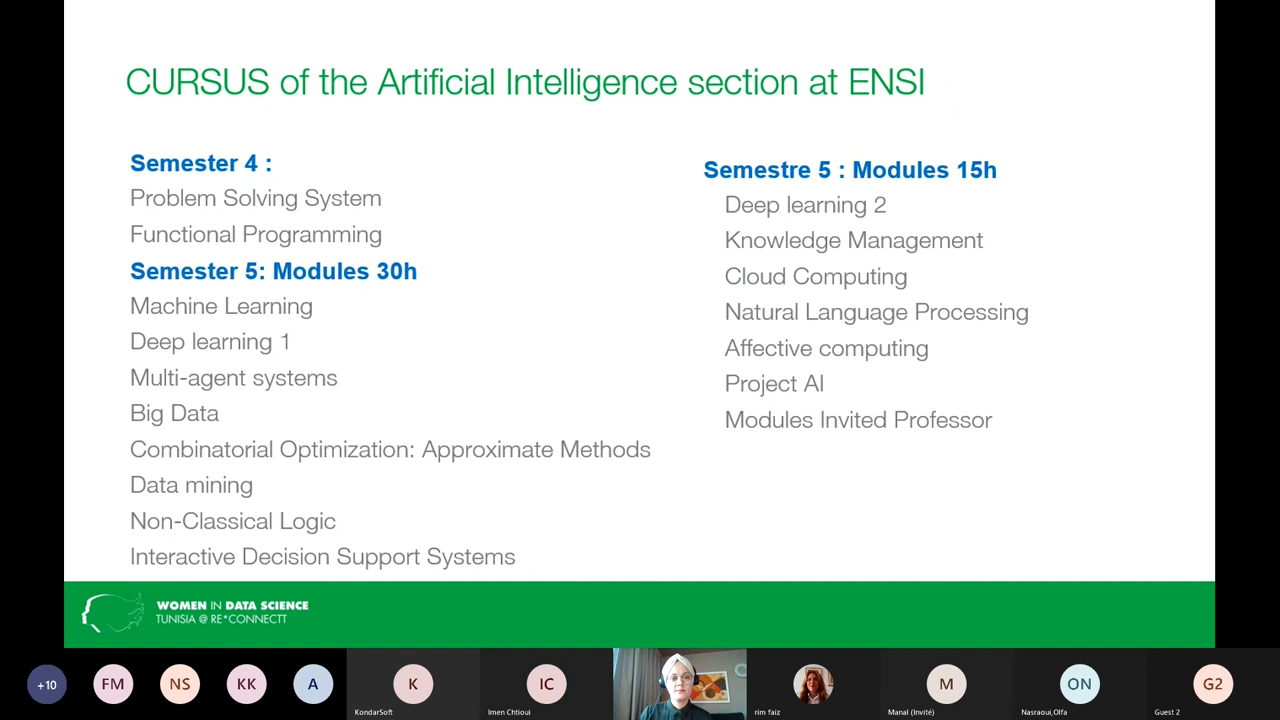 CURSUS of the Artificial Intelligence section at ENSI
Semester 4 :
Problem Solving System
Functional Programming
Semester 5: Modules 30h
Machine Learning
Deep learning 1
Multi-agent systems
Big Data
Combinatorial Optimization: Approximate Methods
Data mining
Non-Classical Logic
Interactive Decision Support Systems
Semestre 5 : Modules 15h
Deep learning 2
Knowledge Management
Cloud Computing
Natural Language Processing
Affective computing
Project AI
Modules Invited Professor
WOMEN IN DATA SCIENCE
TUNISIA @ RE*CONNECTT
+10
FM
NS
KK
A
K
KondarSoft
IC
Imen Chtioui
rim faiz
M
Manal (Invité)
ON
Nasraoui,Olfa
G2
Guest 2